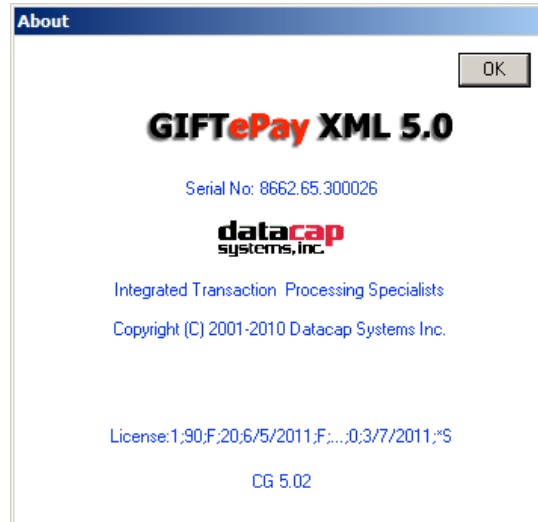 About
OK
GIFTePay XML 5.0
Serial No: 8662.65.300026
datacap
systems, inc.
Integrated Transaction Processing Specialists
Copyright (C) 2001-2010 Datacap Systems Inc.
License:1;90;F;20;6/5/2011;F;...;0;3/7/2011;*S
CG 5.02